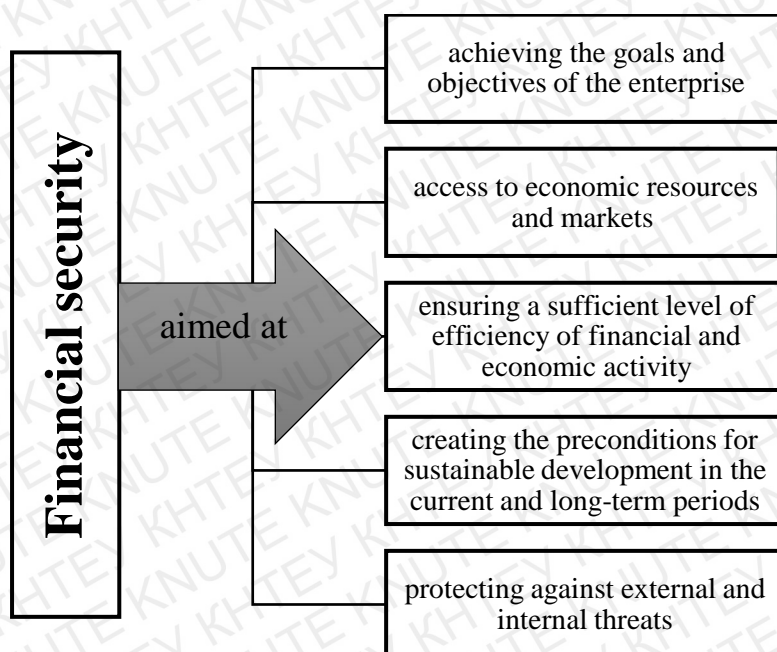 Financial security
aimed at
achieving the goals and
objectives of the enterprise
access to economic resources
and markets
ensuring a sufficient level of
efficiency of financial and
economic activity
creating the preconditions for
sustainable development in the
current and long-term periods
protecting against external and
internal threats